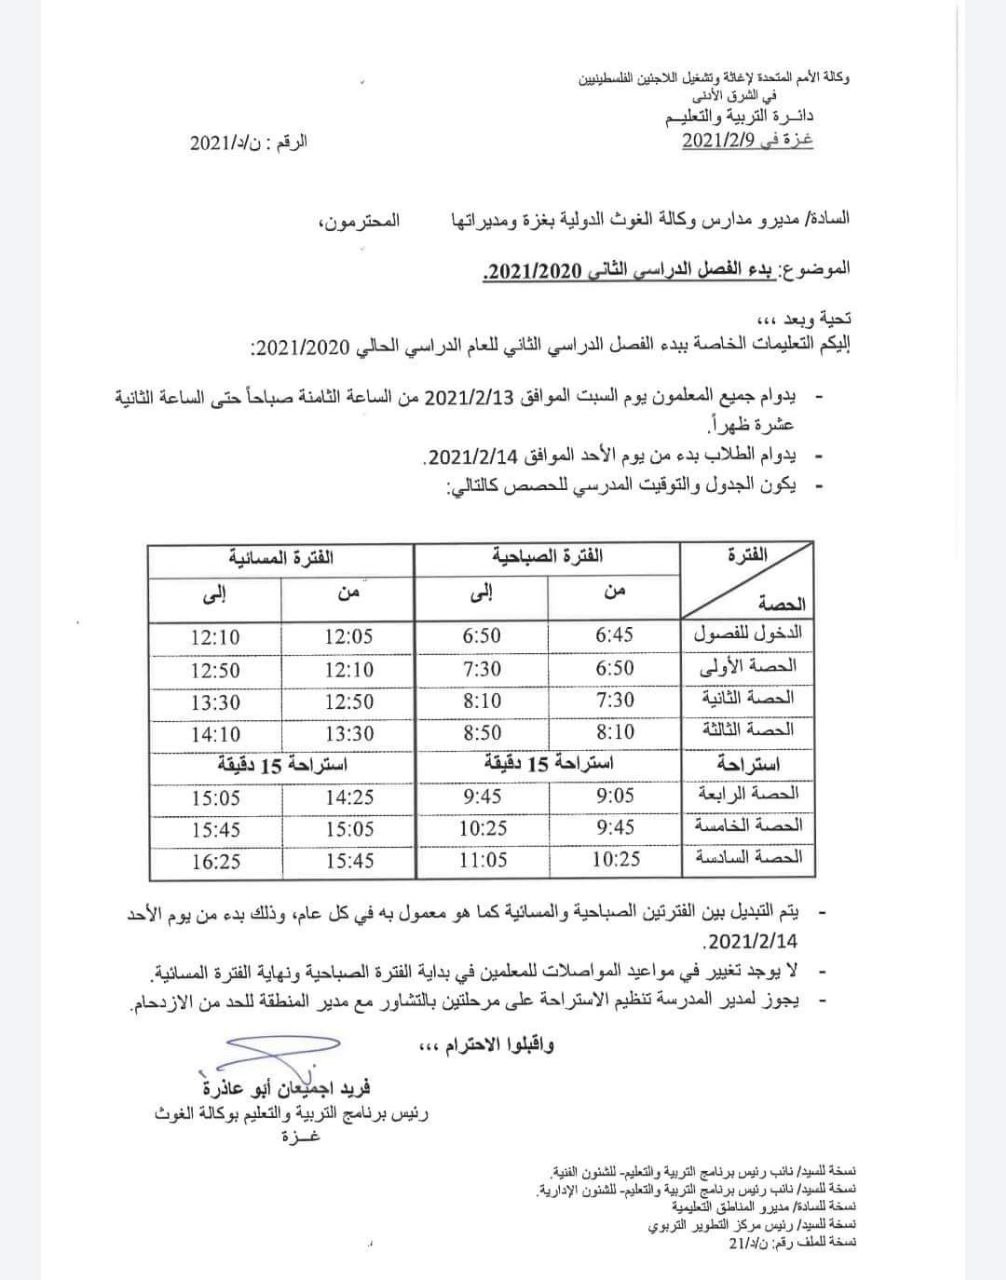 وكالة الأمم المتحدة لإغاثة وتشغيل اللاجئين الفلسطينيين
في الشرق الأدنى
دائـرة التربية والتعليـم
غزة في 2021/2/9
الرقم : ن/د/2021
السادة/ مديرو مدارس وكالة الغوث الدولية بغزة ومديراتها المحترمون،
الموضوع: بدء الفصل الدراسي الثاني 2021/2020.
تحية وبعد ،،،
إليكم التعليمات الخاصة ببدء الفصل الدراسي الثاني للعام الدراسي الحالي 2021/2020:
- يدوام جميع المعلمون يوم السبت الموافق 2021/2/13 من الساعة الثامنة صباحاً حتى الساعة الثانية
عشرة ظهراً.
- يدوام الطلاب بدء من يوم الأحد الموافق 2021/2/14.
- يكون الجدول والتوقيت المدرسي للحصص كالتالي:
الفترة الفترة الصباحية الفترة المسائية
الحصة من إلى من إلى
الدخول للفصول 6:45 6:50 12:05 12:10
الحصة الأولى 6:50 7:30 12:10 12:50
الحصة الثانية 7:30 8:10 12:50 13:30
الحصة الثالثة 8:10 8:50 13:30 14:10
استراحة استراحة 15 دقيقة استراحة 15 دقيقة
الحصة الرابعة 9:05 9:45 14:25 15:05
الحصة الخامسة 9:45 10:25 15:05 15:45
الحصة السادسة 10:25 11:05 15:45 16:25
- يتم التبديل بين الفترتين الصباحية والمسائية كما هو معمول به في كل عام، وذلك بدء من يوم الأحد
2021/2/14.
- لا يوجد تغيير في مواعيد المواصلات للمعلمين في بداية الفترة الصباحية ونهاية الفترة المسائية.
- يجوز لمدير المدرسة تنظيم الاستراحة على مرحلتين بالتشاور مع مدير المنطقة للحد من الازدحام.
واقبلوا الاحترام ،،،
فريد اجميعان أبو عاذرة
رئيس برنامج التربية والتعليم بوكالة الغوث
غـزة
نسخة للسيد/ نائب رئيس برنامج التربية والتعليم- للشئون الفنية.
نسخة للسيد/ نائب رئيس برنامج التربية والتعليم- للشئون الإدارية.
نسخة للسادة/ مديرو المناطق التعليمية
نسخة للسيد/ رئيس مركز التطوير التربوي
نسخة للملف رقم: ن/د/21